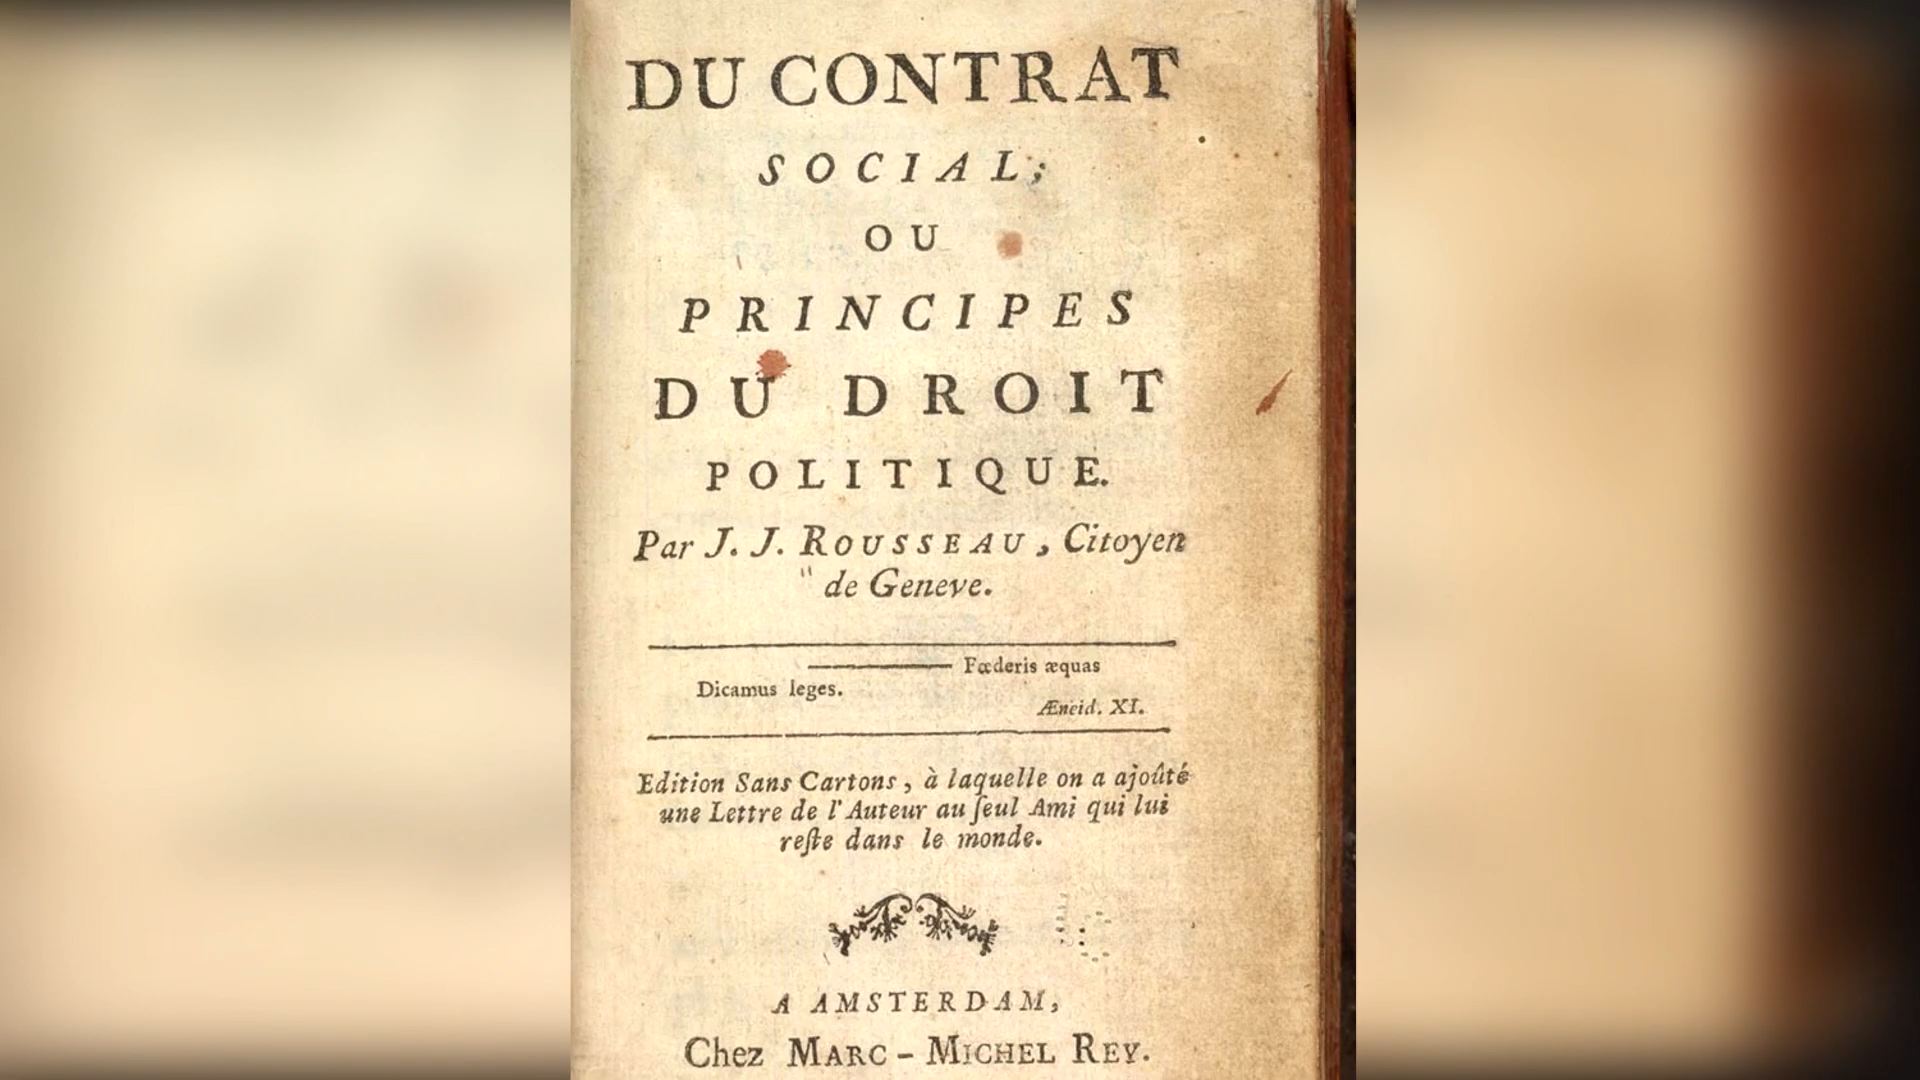 DU CONTRAT
SOCIAL;
OU
PRINCIPES
DU DROIT
POLITIQUE.
Par J. J. ROUSSEAU, Citoyen
de Geneve.
Fœderis æquas
Dicamus leges.
Æneid. XI.
Edition Sans Cartons, à laquelle on a ajoûté
une Lettre de l'Auteur au ſeul Ami qui lui
reſte dans le monde.
A AMSTERDAM,
Chez MARC-MICHEL REY.